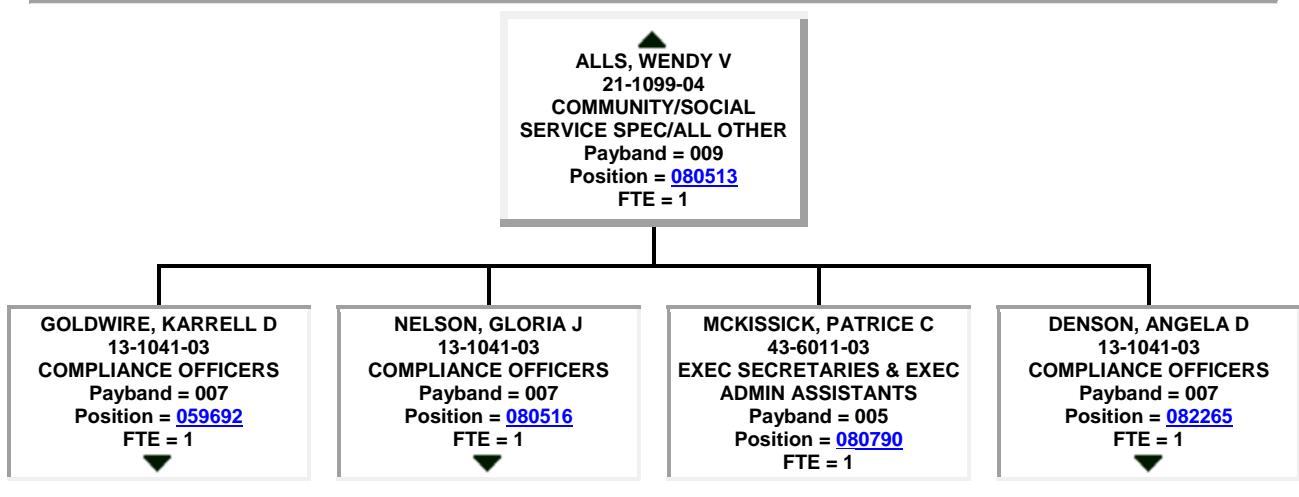 ALLS, WENDY V
21-1099-04
COMMUNITY/SOCIAL
SERVICE SPEC/ALL OTHER
Payband = 009
Position = 080513
FTE = 1
GOLDWIRE, KARRELL D
13-1041-03
COMPLIANCE OFFICERS
Payband = 007
Position = 059692
FTE = 1
NELSON, GLORIA J
13-1041-03
COMPLIANCE OFFICERS
Payband = 007
Position = 080516
FTE = 1
MCKISSICK, PATRICE C
43-6011-03
EXEC SECRETARIES & EXEC
ADMIN ASSISTANTS
Payband = 005
Position = 080790
FTE = 1
DENSON, ANGELA D
13-1041-03
COMPLIANCE OFFICERS
Payband = 007
Position = 082265
FTE = 1